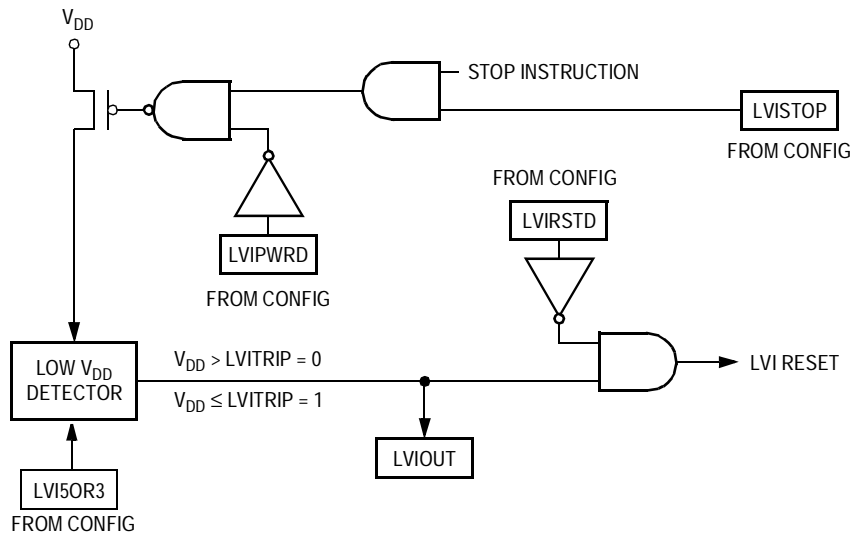 VDD
STOP INSTRUCTION
LVISTOP
FROM CONFIG
FROM CONFIG
LVIRSTD
LVIPWRD
FROM CONFIG
LOW VDD
DETECTOR
VDD > LVITRIP = 0
VDD ≤ LVITRIP = 1
LVI RESET
LVIOUT
LVI5OR3
FROM CONFIG